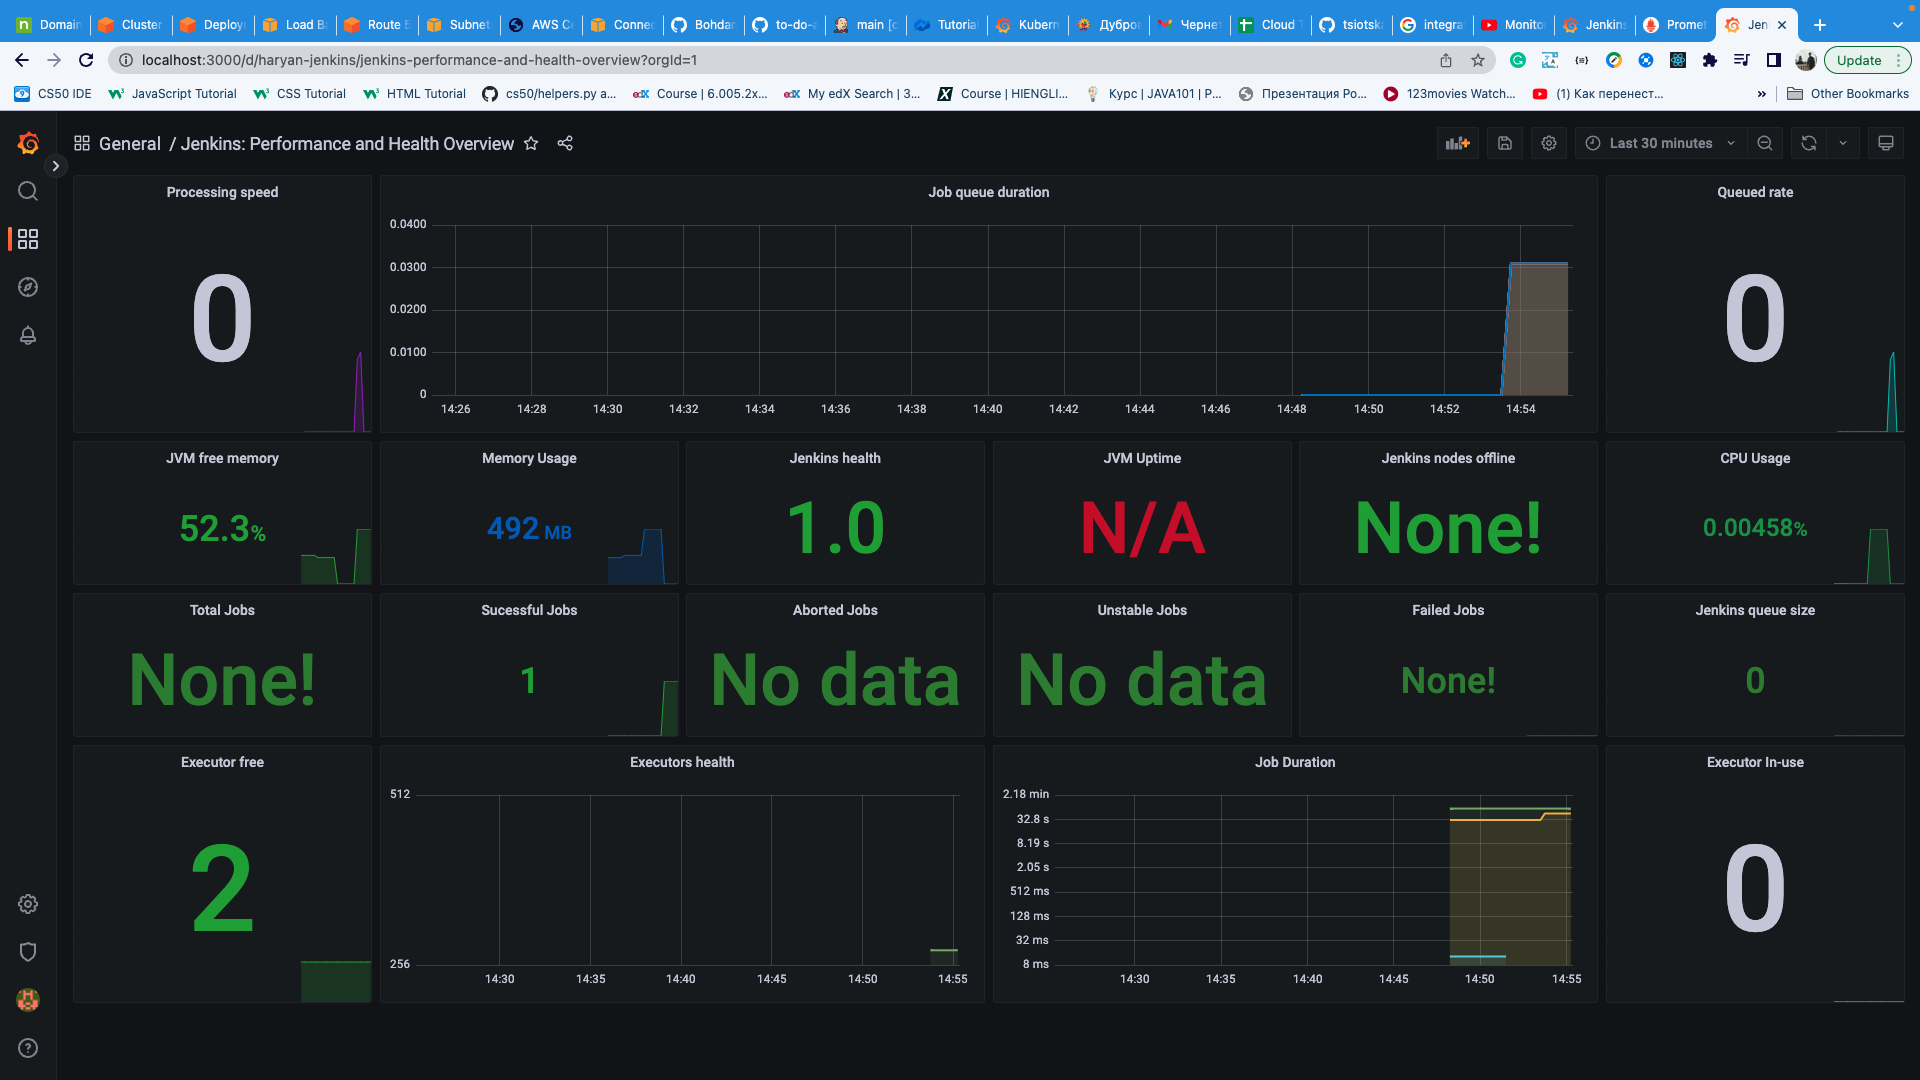 Domain Cluster Deploy Load Ba Route 5 Subnet AWS C Connec Bohdar to-do-a main [c Tutorial Kubern Дубров Чернет Cloud T tsiotska integra Monito Jenkins Promet Jen
localhost:3000/d/haryan-jenkins/jenkins-performance-and-health-overview?orgId=1 Update
CS50 IDE JavaScript Tutorial CSS Tutorial HTML Tutorial cs50/helpers.py a... Course | 6.005.2x... My edX Search | 3... Course | HIENGLI... Курс | JAVA101 | P... Презентация Ро... 123movies Watch... (1) Как перенест... » Other Bookmarks
General / Jenkins: Performance and Health Overview Last 30 minutes
Processing speed
0
Job queue duration
0.0400
0.0300
0.0200
0.0100
0
14:26 14:28 14:30 14:32 14:34 14:36 14:38 14:40 14:42 14:44 14:46 14:48 14:50 14:52 14:54
Queued rate
0
JVM free memory
52.3%
Memory Usage
492 MB
Jenkins health
1.0
JVM Uptime
N/A
Jenkins nodes offline
None!
CPU Usage
0.00458%
Total Jobs
None!
Sucessful Jobs
1
Aborted Jobs
No data
Unstable Jobs
No data
Failed Jobs
None!
Jenkins queue size
0
Executor free
2
Executors health
512
256
14:30 14:35 14:40 14:45 14:50 14:55
Job Duration
2.18 min
32.8 s
8.19 s
2.05 s
512 ms
128 ms
32 ms
8 ms
14:30 14:35 14:40 14:45 14:50 14:55
Executor In-use
0